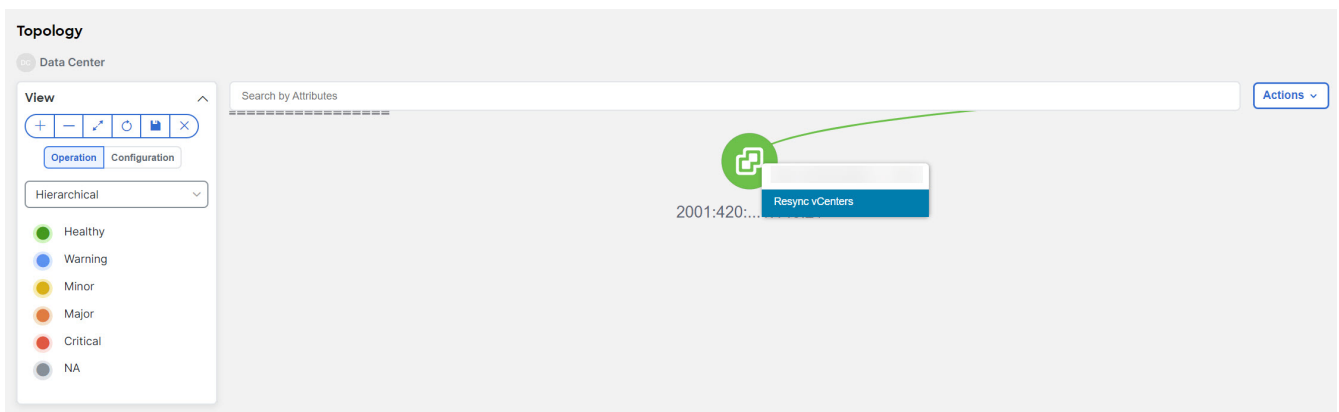 Topology
DC Data Center
View
Search by Attributes
Actions
Operation Configuration
Hierarchical
2001:420:...
Resync vCenters
Healthy
Warning
Minor
Major
Critical
NA